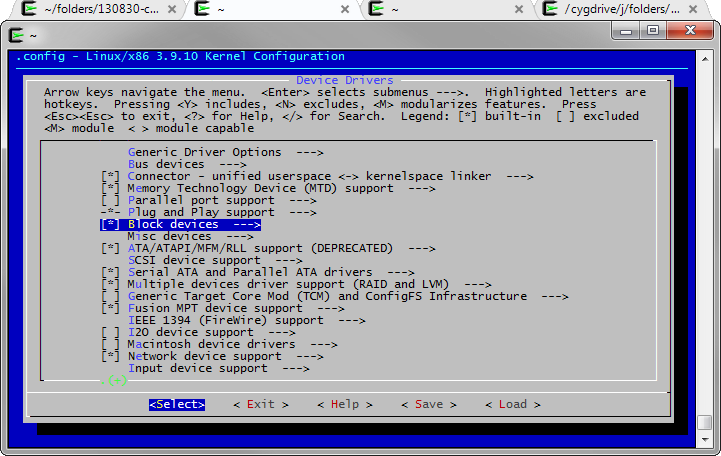 ~/folders/130830-c... ~ ~ /cygdrive/j/folders/...
~
.config - Linux/x86 3.9.10 Kernel Configuration
Device Drivers
Arrow keys navigate the menu.  <Enter> selects submenus --->.  Highlighted letters are
hotkeys.  Pressing <Y> includes, <N> excludes, <M> modularizes features.  Press
<Esc><Esc> to exit, <?> for Help, </> for Search.  Legend: [*] built-in  [ ] excluded
<M> module  < > module capable
Generic Driver Options  --->
Bus devices  --->
[*] Connector - unified userspace <-> kernelspace linker  --->
[*] Memory Technology Device (MTD) support  --->
[ ] Parallel port support  --->
-*- Plug and Play support  --->
[*] Block devices  --->
Misc devices  --->
[*] ATA/ATAPI/MFM/RLL support (DEPRECATED)  --->
SCSI device support  --->
[*] Serial ATA and Parallel ATA drivers  --->
[*] Multiple devices driver support (RAID and LVM)  --->
[ ] Generic Target Core Mod (TCM) and ConfigFS Infrastructure  --->
[*] Fusion MPT device support  --->
IEEE 1394 (FireWire) support  --->
[ ] I2O device support  --->
[ ] Macintosh device drivers  --->
[*] Network device support  --->
Input device support  --->
.(+)
<Select>    < Exit >    < Help >    < Save >    < Load >